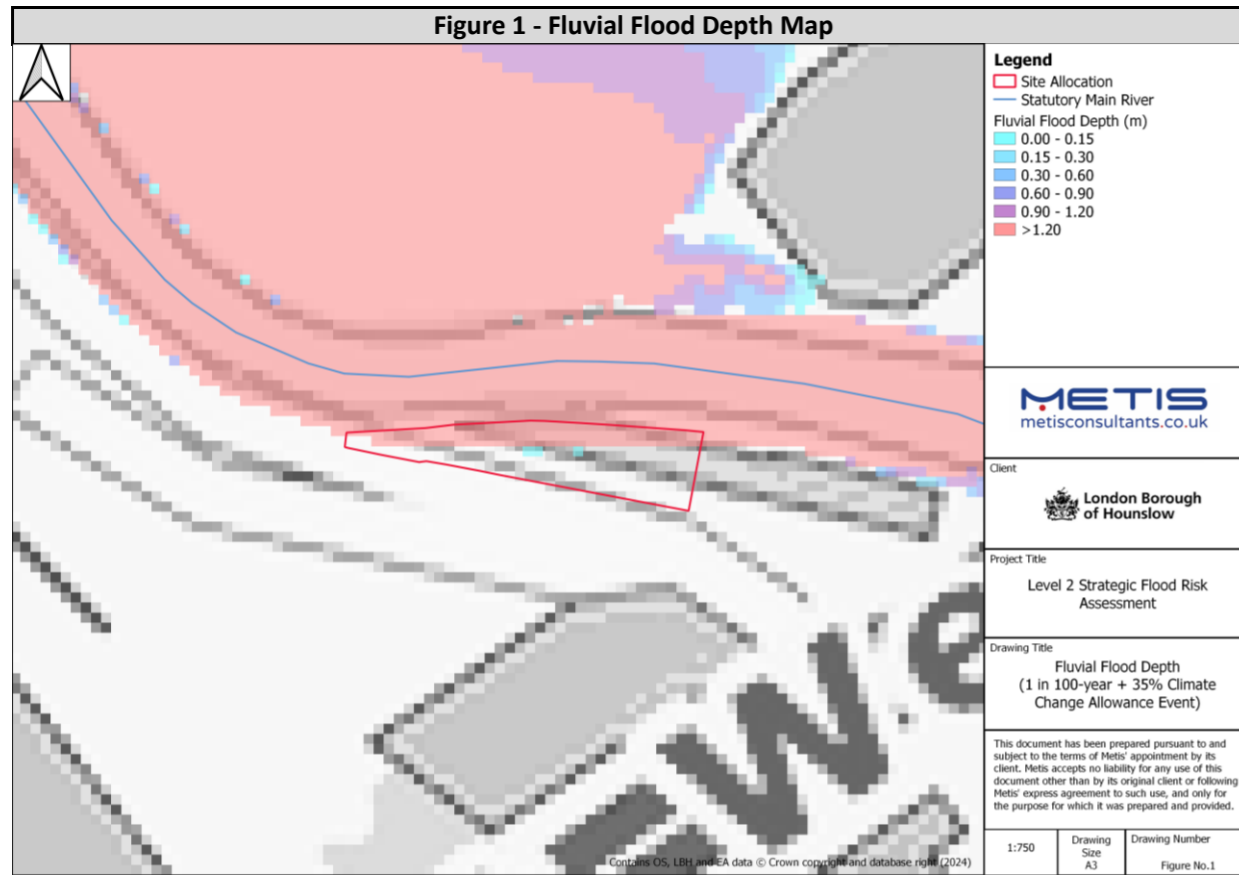 Figure 1 - Fluvial Flood Depth Map
Legend
Site Allocation
Statutory Main River
Fluvial Flood Depth (m)
0.00 - 0.15
0.15 - 0.30
0.30 - 0.60
0.60 - 0.90
0.90 - 1.20
>1.20
METIS
metisconsultants.co.uk
Client
London Borough
of Hounslow
Project Title
Level 2 Strategic Flood Risk
Assessment
Drawing Title
Fluvial Flood Depth
(1 in 100-year + 35% Climate
Change Allowance Event)
This document has been prepared pursuant to and
subject to the terms of Metis' appointment by its
client. Metis accepts no liability for any use of this
document other than by its original client or following
Metis' express agreement to such use, and only for
the purpose for which it was prepared and provided.
1:750
Drawing
Size
A3
Drawing Number
Figure No.1
Contains OS, LBH and EA data © Crown copyright and database right (2024)